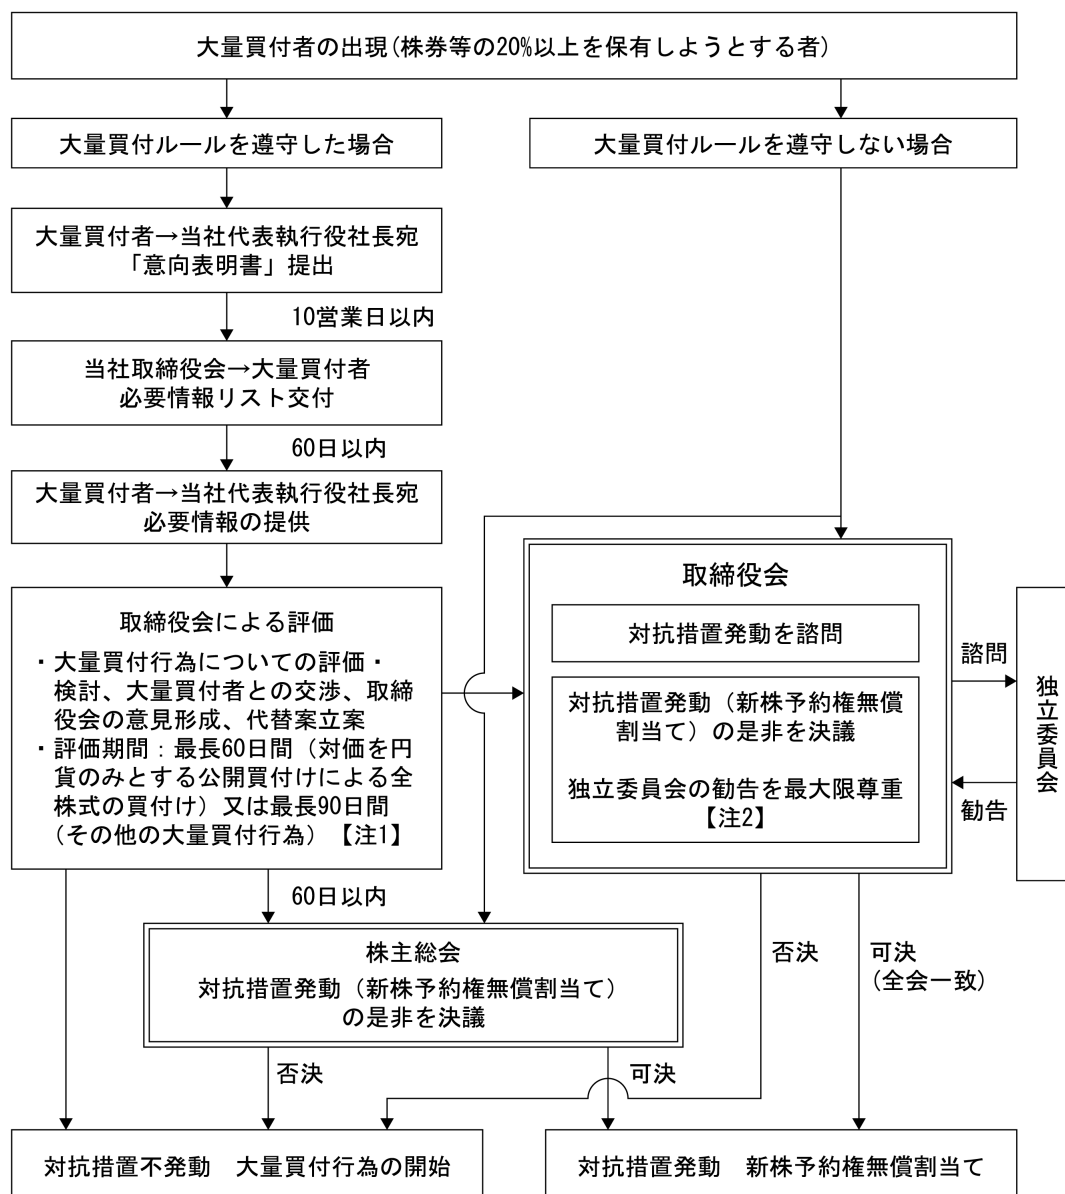 大量買付者の出現(株券等の20%以上を保有しようとする者)
大量買付ルールを遵守した場合
大量買付ルールを遵守しない場合
大量買付者→当社代表執行役社長宛
「意向表明書」提出
10営業日以内
当社取締役会→大量買付者
必要情報リスト交付
60日以内
大量買付者→当社代表執行役社長宛
必要情報の提供
取締役会による評価
・大量買付行為についての評価・
検討、大量買付者との交渉、取締
役会の意見形成、代替案立案
・評価期間：最長60日間（対価を円
貨のみとする公開買付けによる全
株式の買付け）又は最長90日間
（その他の大量買付行為）【注1】
取締役会
対抗措置発動を諮問
対抗措置発動（新株予約権無償
割当て）の是非を決議
独立委員会の勧告を最大限尊重
【注2】
諮問
勧告
独立委員会
60日以内
株主総会
対抗措置発動（新株予約権無償割当て）
の是非を決議
否決
可決
(全会一致)
否決
可決
対抗措置不発動　大量買付行為の開始
対抗措置発動　新株予約権無償割当て